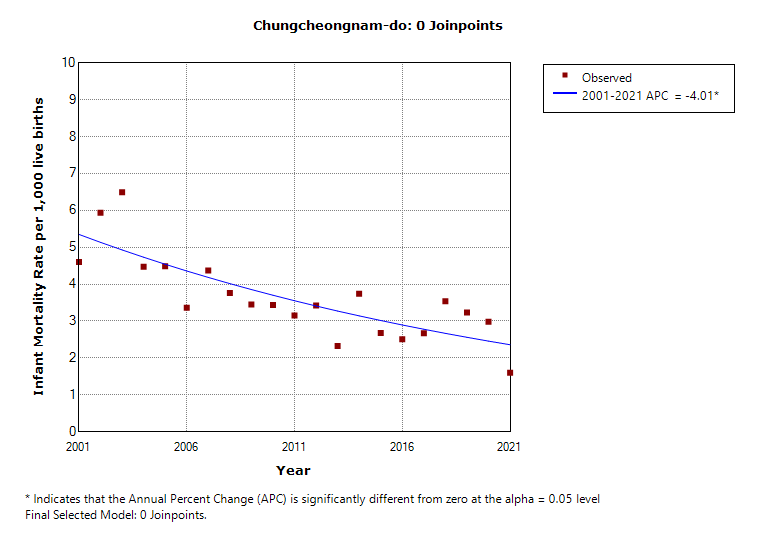 Chungcheongnam-do: 0 Joinpoints
Infant Mortality Rate per 1,000 live births
10
9
8
7
6
5
4
3
2
1
0
2001
2006
2011
2016
2021
Year
Observed
2001-2021 APC = -4.01*
* Indicates that the Annual Percent Change (APC) is significantly different from zero at the alpha = 0.05 level
Final Selected Model: 0 Joinpoints.